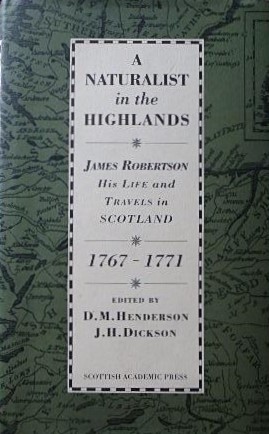 A
NATURALIST
in the
HIGHLANDS
JAMES ROBERTSON
His LIFE and
TRAVELS in
SCOTLAND
1767 - 1771
EDITED BY
D.M. HENDERSON
J.H. DICKSON
SCOTTISH ACADEMIC PRESS